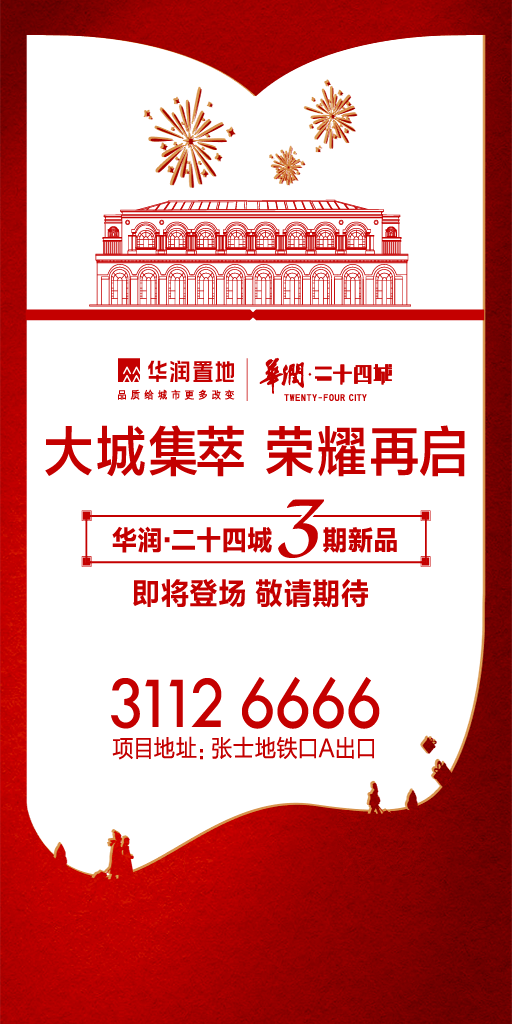 华润置地
品质给城市更多改变
華潤·二十四城
TWENTY-FOUR CITY
大城集萃 荣耀再启
华润·二十四城3期新品
即将登场 敬请期待
3112 6666
项目地址：张士地铁口A出口